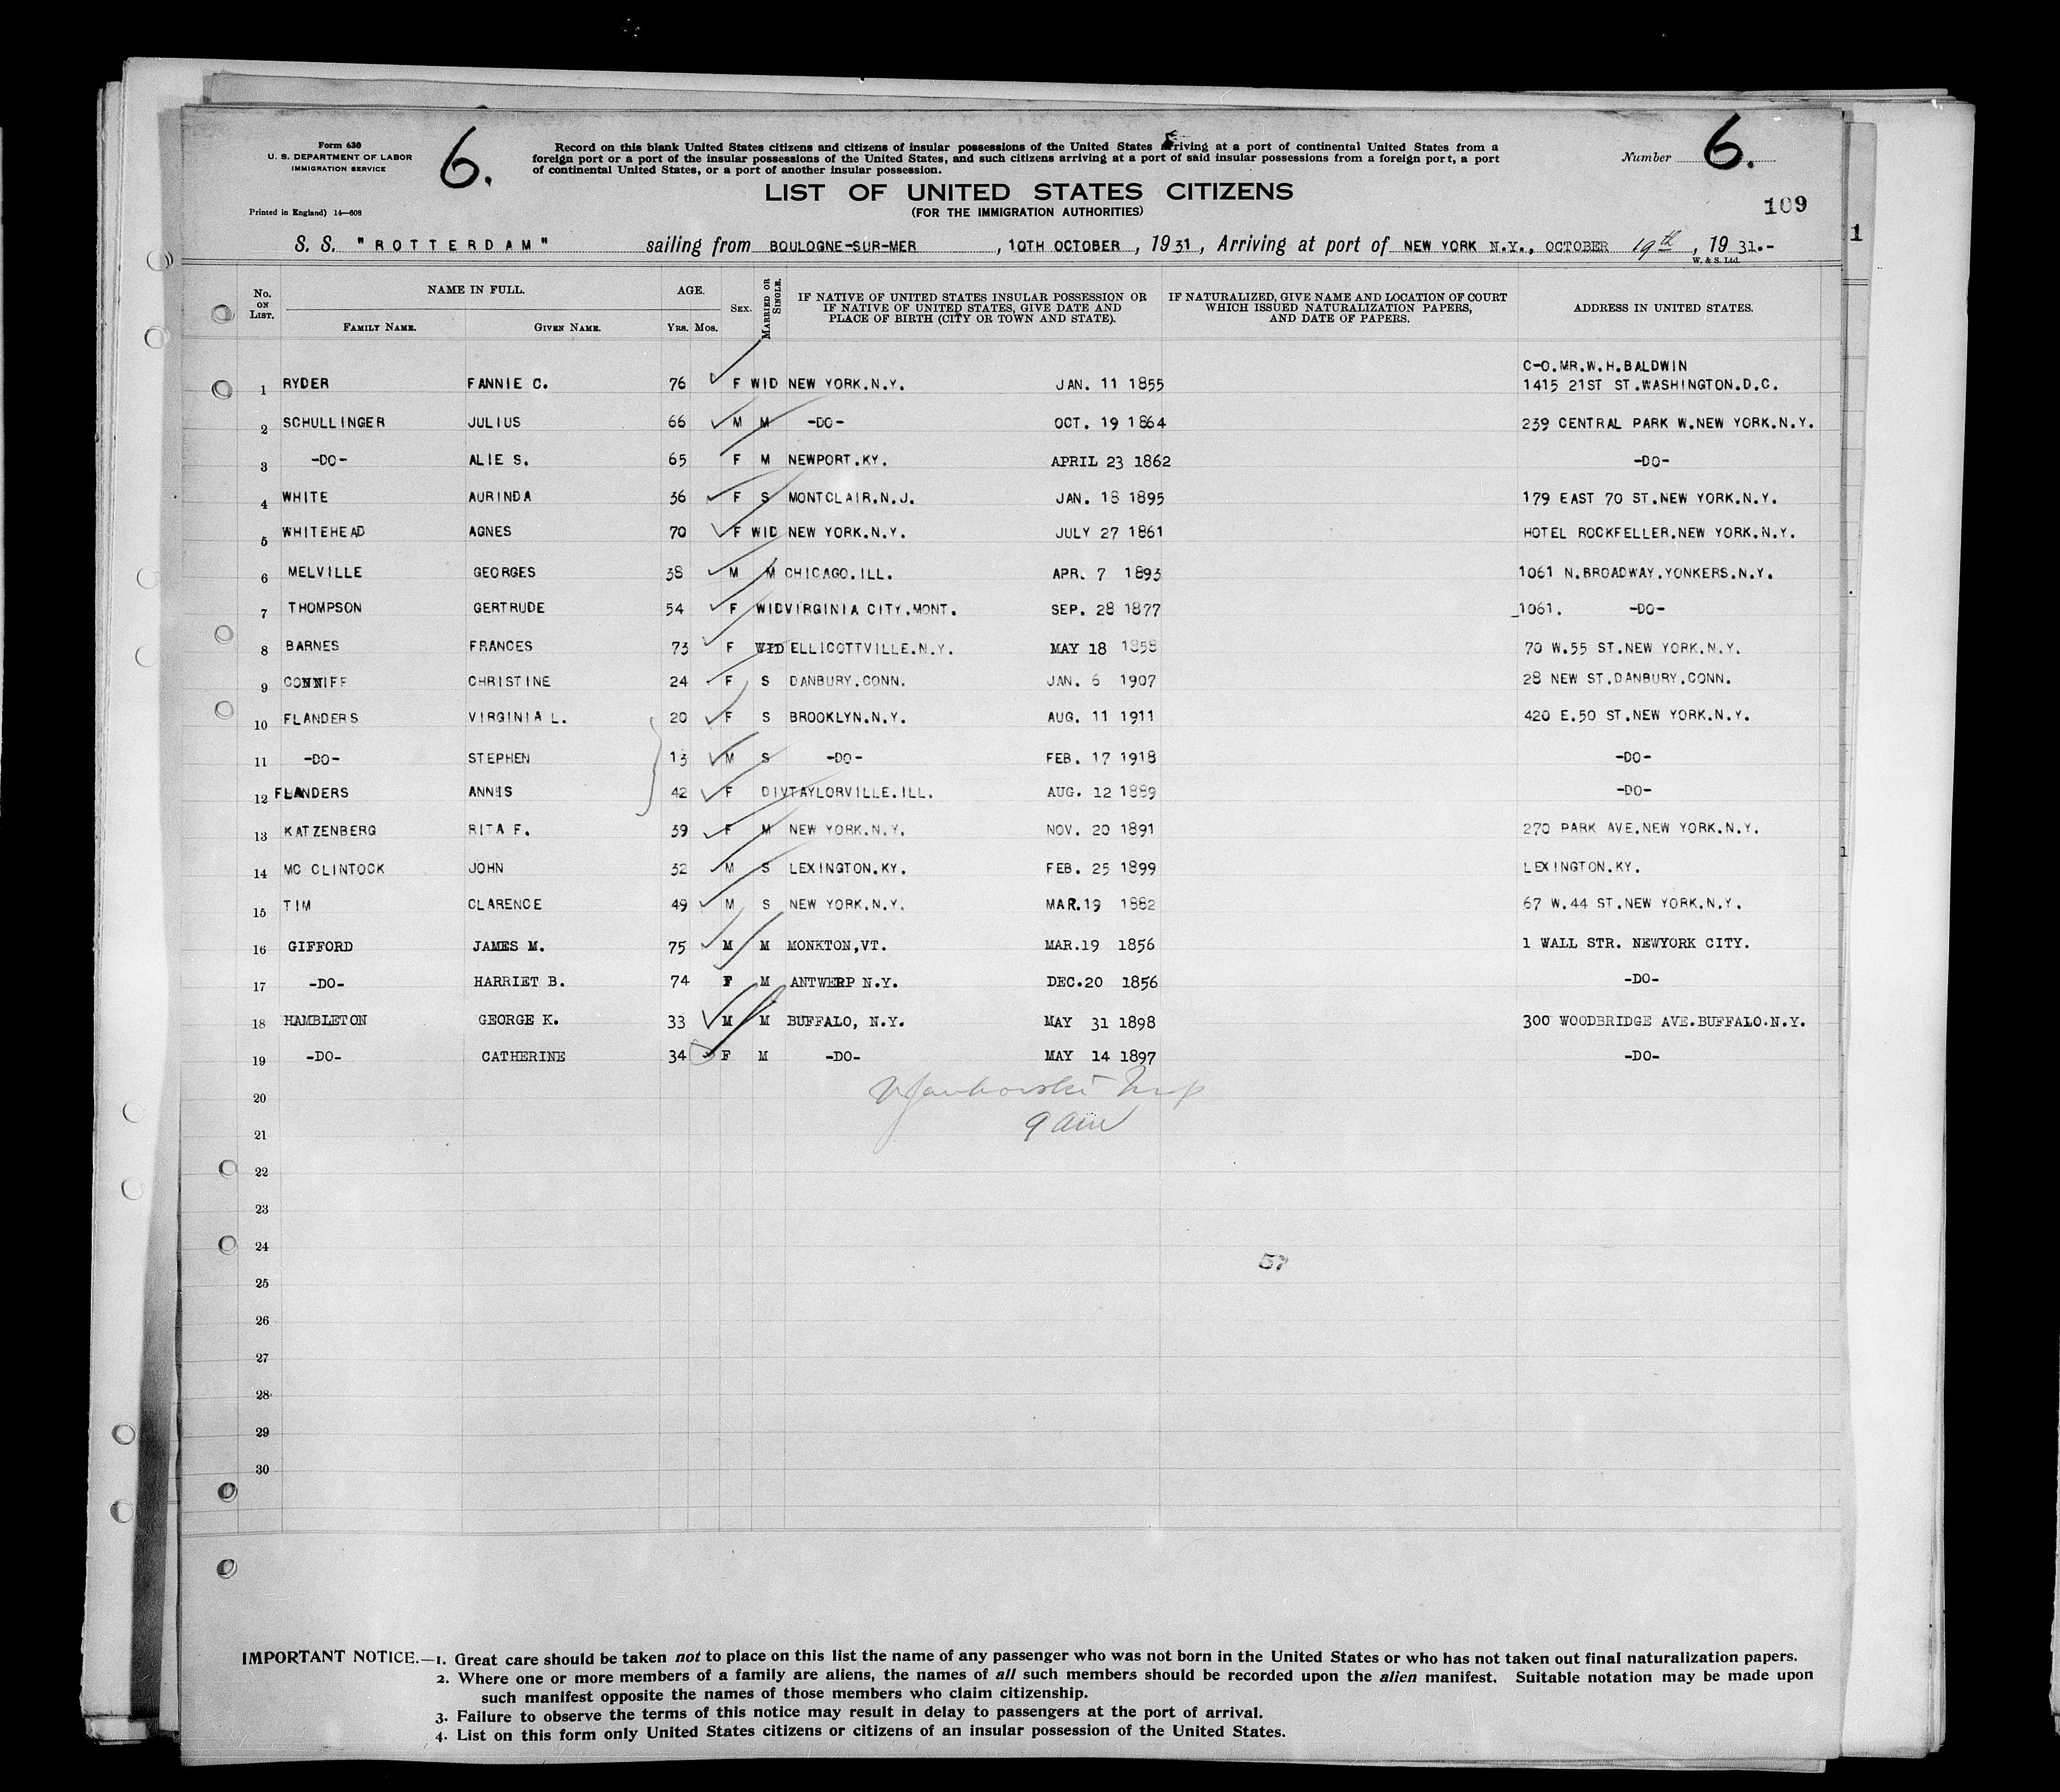 Form 630
U. S. DEPARTMENT OF LABOR
IMMIGRATION SERVICE
6.
Record on this blank United States citizens and citizens of insular possessions of the United States arriving at a port of continental United States from a
foreign port or a port of the insular possessions of the United States, and such citizens arriving at a port of said insular possessions from a foreign port, a port
of continental United States, or a port of another insular possession.
Number 6.
LIST OF UNITED STATES CITIZENS
(FOR THE IMMIGRATION AUTHORITIES)
Printed in England) 14—608
109
S. S. "ROTTERDAM" sailing from BOULOGNE-SUR-MER, 10TH OCTOBER, 1931, Arriving at port of NEW YORK N.Y., OCTOBER 19th, 1931.-
W. & S. Ltd.
1
No. ON LIST. NAME IN FULL. AGE. SEX. MARRIED OR SINGLE. IF NATIVE OF UNITED STATES INSULAR POSSESSION OR IF NATIVE OF UNITED STATES, GIVE DATE AND PLACE OF BIRTH (CITY OR TOWN AND STATE). IF NATURALIZED, GIVE NAME AND LOCATION OF COURT WHICH ISSUED NATURALIZATION PAPERS, AND DATE OF PAPERS. ADDRESS IN UNITED STATES.
FAMILY NAME. GIVEN NAME. YRS. MOS.
C-O.MR.W.H.BALDWIN
1 RYDER FANNIE C. 76 F WID NEW YORK.N.Y. JAN. 11 1855 1415 21ST ST.WASHINGTON.D.C.
2 SCHULLINGER JULIUS 66 M M -DO- OCT. 19 1864 239 CENTRAL PARK W.NEW YORK.N.Y.
3 -DO- ALIE S. 65 F M NEWPORT.KY. APRIL 23 1862 -DO-
4 WHITE AURINDA 36 F S MONTCLAIR.N.J. JAN. 18 1895 179 EAST 70 ST.NEW YORK.N.Y.
5 WHITEHEAD AGNES 70 F WID NEW YORK.N.Y. JULY 27 1861 HOTEL ROCKFELLER.NEW YORK.N.Y.
6 MELVILLE GEORGES 38 M M CHICAGO.ILL. APR. 7 1893 1061 N.BROADWAY.YONKERS.N.Y.
7 THOMPSON GERTRUDE 54 F WID VIRGINIA CITY.MONT. SEP. 28 1877 1061. -DO-
8 BARNES FRANCES 73 F WID ELLICOTTVILLE.N.Y. MAY 18 1858 70 W.55 ST.NEW YORK.N.Y.
9 CONNIFF CHRISTINE 24 F S DANBURY.CONN. JAN. 6 1907 28 NEW ST.DANBURY.CONN.
10 FLANDERS VIRGINIA L. 20 F S BROOKLYN.N.Y. AUG. 11 1911 420 E.50 ST.NEW YORK.N.Y.
11 -DO- STEPHEN 13 M S -DO- FEB. 17 1918 -DO-
12 FLANDERS ANNIS 42 F DIV TAYLORVILLE.ILL. AUG. 12 1889 -DO-
13 KATZENBERG RITA F. 39 F M NEW YORK.N.Y. NOV. 20 1891 270 PARK AVE.NEW YORK.N.Y.
14 MC CLINTOCK JOHN 32 M S LEXINGTON.KY. FEB. 25 1899 LEXINGTON.KY.
15 TIM CLARENCE 49 M S NEW YORK.N.Y. MAR.19 1882 67 W.44 ST.NEW YORK.N.Y.
16 GIFFORD JAMES M. 75 M M MONKTON,VT. MAR.19 1856 1 WALL STR. NEWYORK CITY.
17 -DO- HARRIET B. 74 F M ANTWERP N.Y. DEC.20 1856 -DO-
18 HAMBLETON GEORGE K. 33 M M BUFFALO, N.Y. MAY 31 1898 300 WOODBRIDGE AVE.BUFFALO.N.Y.
19 -DO- CATHERINE 34 F M -DO- MAY 14 1897 -DO-
20
21
22
23
24
57
25
26
27
28
29
30
IMPORTANT NOTICE.—1. Great care should be taken not to place on this list the name of any passenger who was not born in the United States or who has not taken out final naturalization papers.
2. Where one or more members of a family are aliens, the names of all such members should be recorded upon the alien manifest. Suitable notation may be made upon
such manifest opposite the names of those members who claim citizenship.
3. Failure to observe the terms of this notice may result in delay to passengers at the port of arrival.
4. List on this form only United States citizens or citizens of an insular possession of the United States.